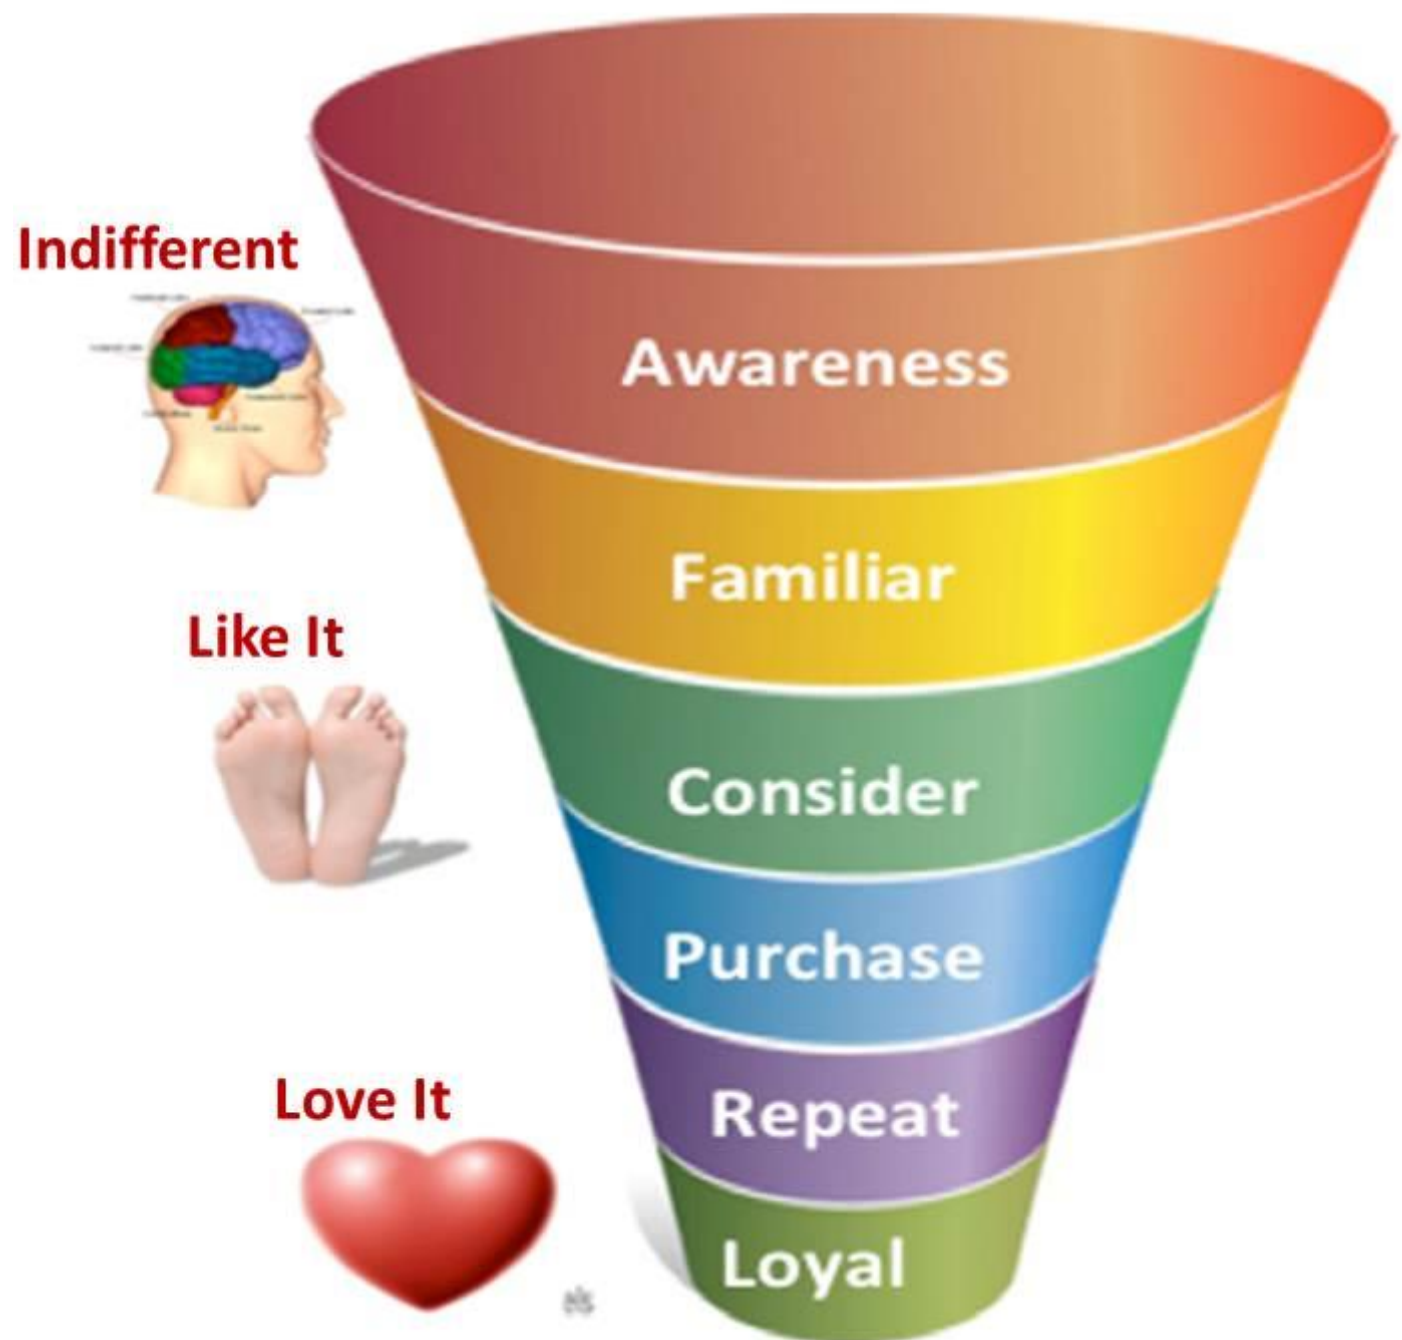 Indifferent
Awareness
Familiar
Like It
Consider
Purchase
Love It
Repeat
Loyal